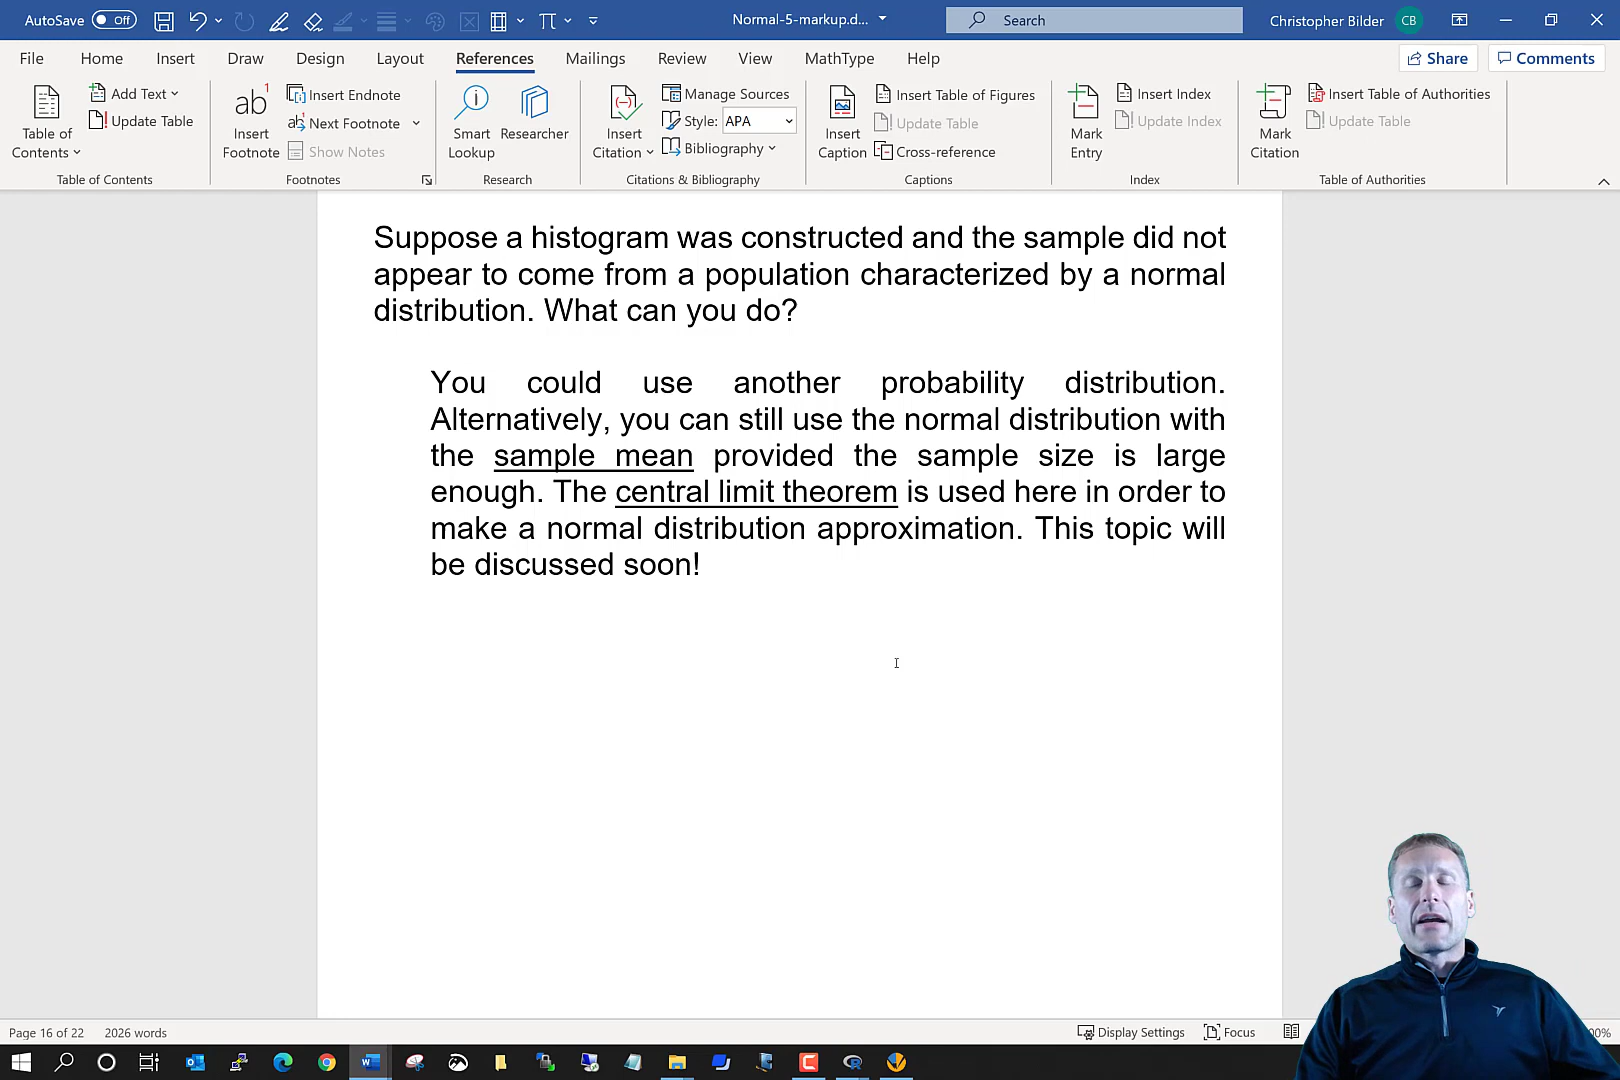 AutoSave Off Normal-5-markup.d... Search Christopher Bilder CB
File Home Insert Draw Design Layout References Mailings Review View MathType Help Share Comments
Table of Contents
Add Text
Update Table
Table of Contents
ab1
Insert Footnote
Insert Endnote
Next Footnote
Show Notes
Footnotes
Smart Lookup
Researcher
Research
Insert Citation
Manage Sources
Style: APA
Bibliography
Citations & Bibliography
Insert Caption
Insert Table of Figures
Update Table
Cross-reference
Captions
Mark Entry
Insert Index
Update Index
Index
Mark Citation
Insert Table of Authorities
Update Table
Table of Authorities
Suppose a histogram was constructed and the sample did not
appear to come from a population characterized by a normal
distribution. What can you do?
You could use another probability distribution.
Alternatively, you can still use the normal distribution with
the sample mean provided the sample size is large
enough. The central limit theorem is used here in order to
make a normal distribution approximation. This topic will
be discussed soon!
Page 16 of 22 2026 words Display Settings Focus